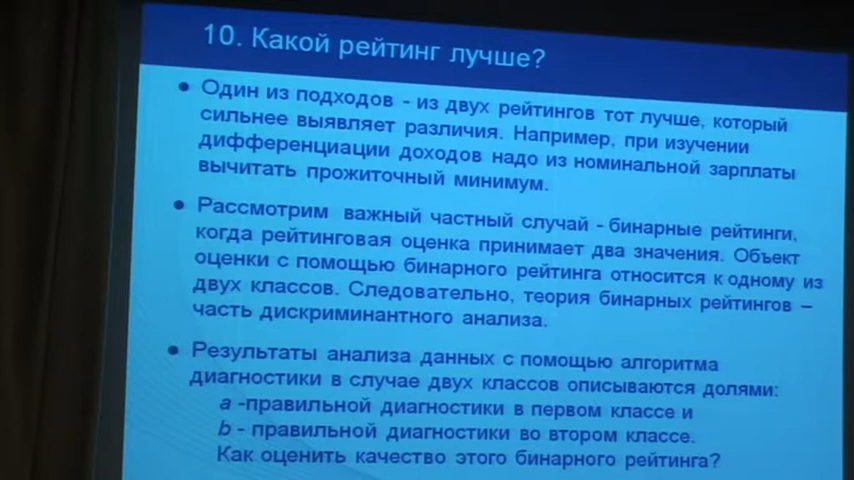 10. Какой рейтинг лучше?
• Один из подходов - из двух рейтингов тот лучше, который
сильнее выявляет различия. Например, при изучении
дифференциации доходов надо из номинальной зарплаты
вычитать прожиточный минимум.
• Рассмотрим важный частный случай - бинарные рейтинги,
когда рейтинговая оценка принимает два значения. Объект
оценки с помощью бинарного рейтинга относится к одному из
двух классов. Следовательно, теория бинарных рейтингов –
часть дискриминантного анализа.
• Результаты анализа данных с помощью алгоритма
диагностики в случае двух классов описываются долями:
a -правильной диагностики в первом классе и
b - правильной диагностики во втором классе.
Как оценить качество этого бинарного рейтинга?